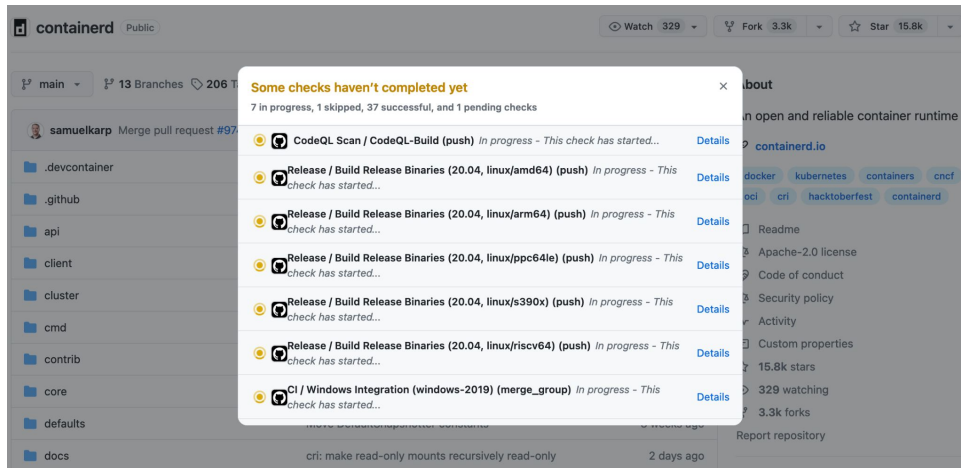 containerd Public
Watch 329
Fork 3.3k
Star 15.8k
main
13 Branches
206 T
samuelkarp Merge pull request #97
.devcontainer
.github
api
client
cluster
cmd
contrib
core
defaults
docs
cri: make read-only mounts recursively read-only
2 days ago
Some checks haven't completed yet
7 in progress, 1 skipped, 37 successful, and 1 pending checks
CodeQL Scan / CodeQL-Build (push) In progress - This check has started... Details
Release / Build Release Binaries (20.04, linux/amd64) (push) In progress - This
check has started...
Details
Release / Build Release Binaries (20.04, linux/arm64) (push) In progress - This
check has started...
Details
Release / Build Release Binaries (20.04, linux/ppc64le) (push) In progress - This
check has started...
Details
Release / Build Release Binaries (20.04, linux/s390x) (push) In progress - This
check has started...
Details
Release / Build Release Binaries (20.04, linux/riscv64) (push) In progress - This
check has started...
Details
CI / Windows Integration (windows-2019) (merge_group) In progress - This
check has started...
Details
bout
n open and reliable container runtime
containerd.io
docker kubernetes containers cncf
oci cri hacktoberfest containerd
Readme
Apache-2.0 license
Code of conduct
Security policy
Activity
Custom properties
15.8k stars
329 watching
3.3k forks
Report repository